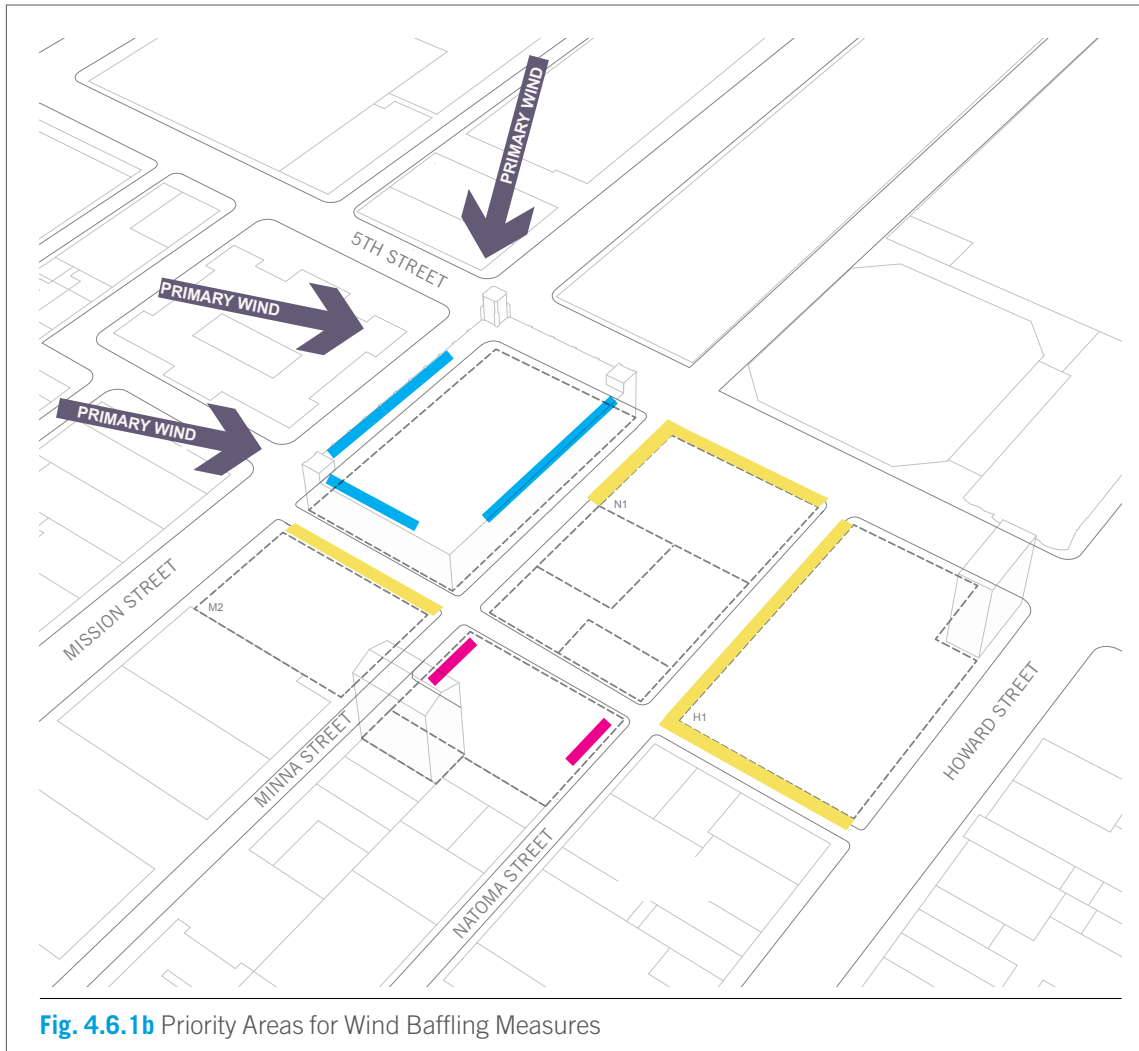 PRIMARY WIND
5TH STREET
PRIMARY WIND
PRIMARY WIND
N1
M2
MISSION STREET
H1
HOWARD STREET
MINNA STREET
NATOMA STREET
Fig. 4.6.1b Priority Areas for Wind Baffling Measures